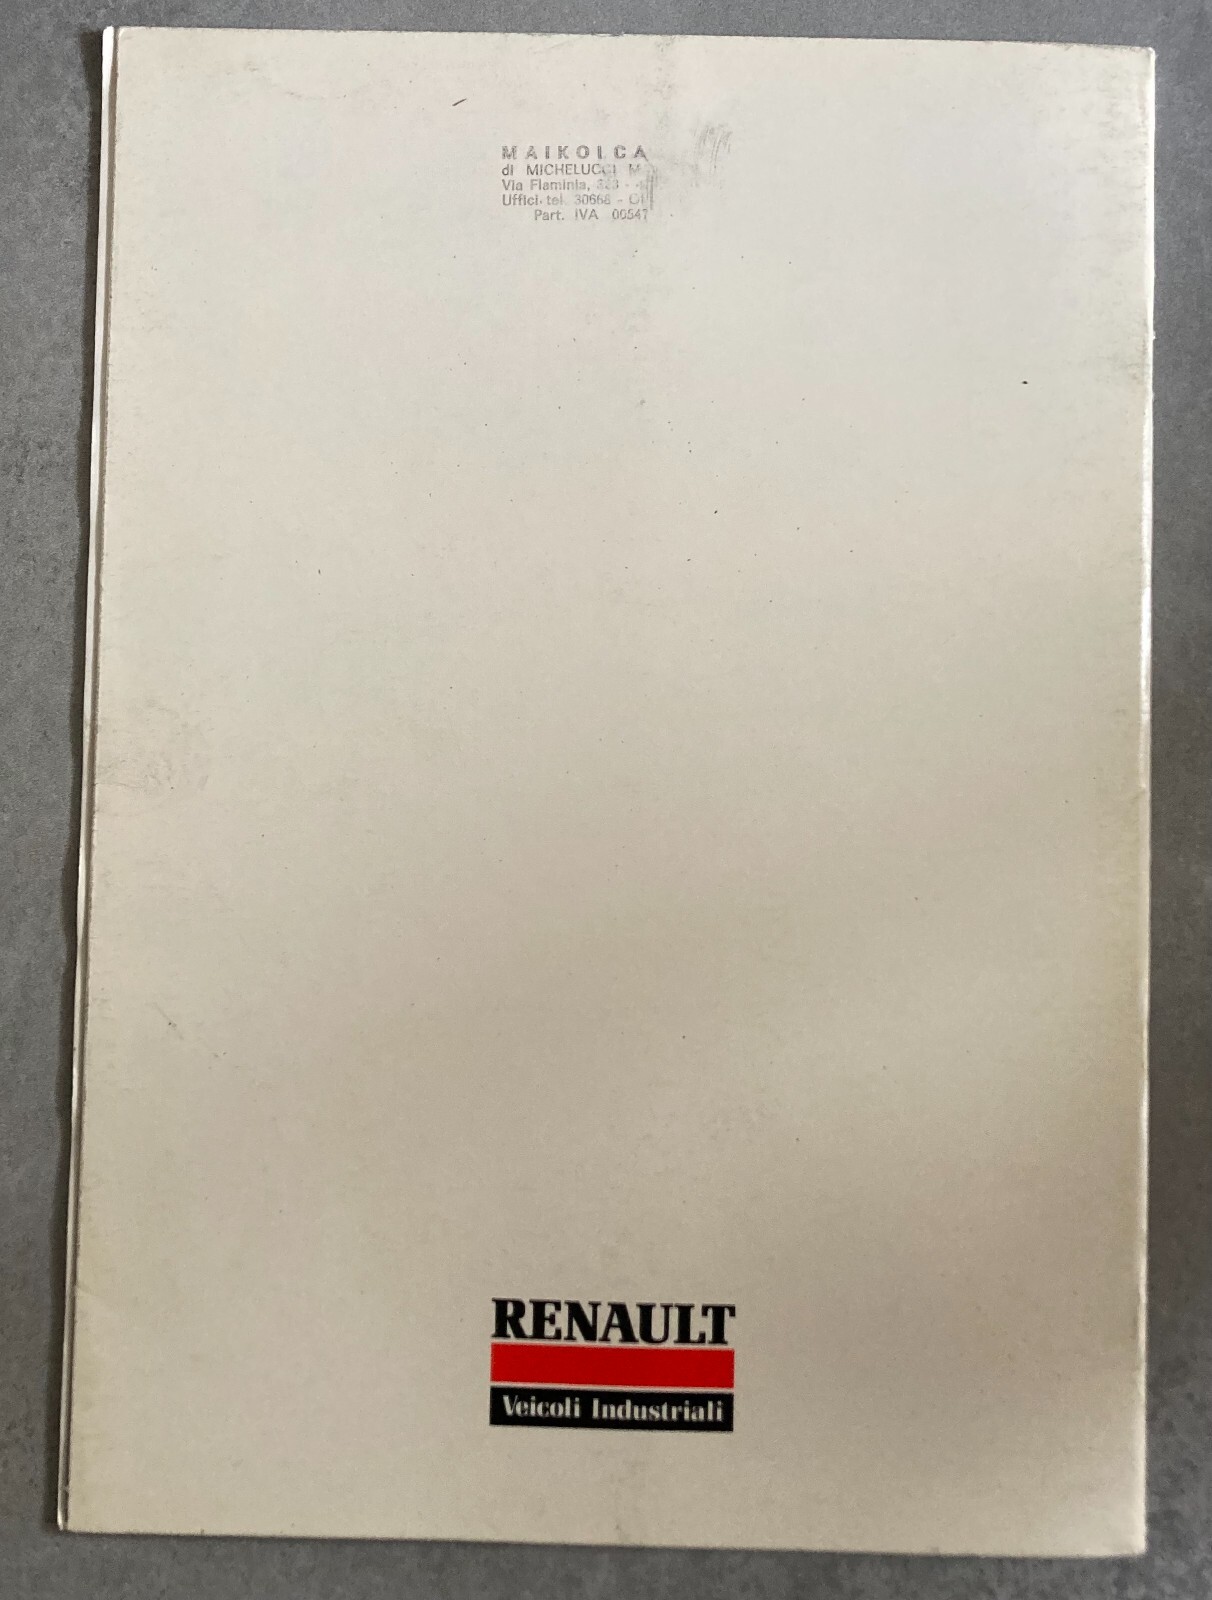 MAIKOLCA
di MICHELUCCI M
Via Flaminia,
Uffici tel. 30668 -
Part. IVA 00547
RENAULT
Veicoli Industriali